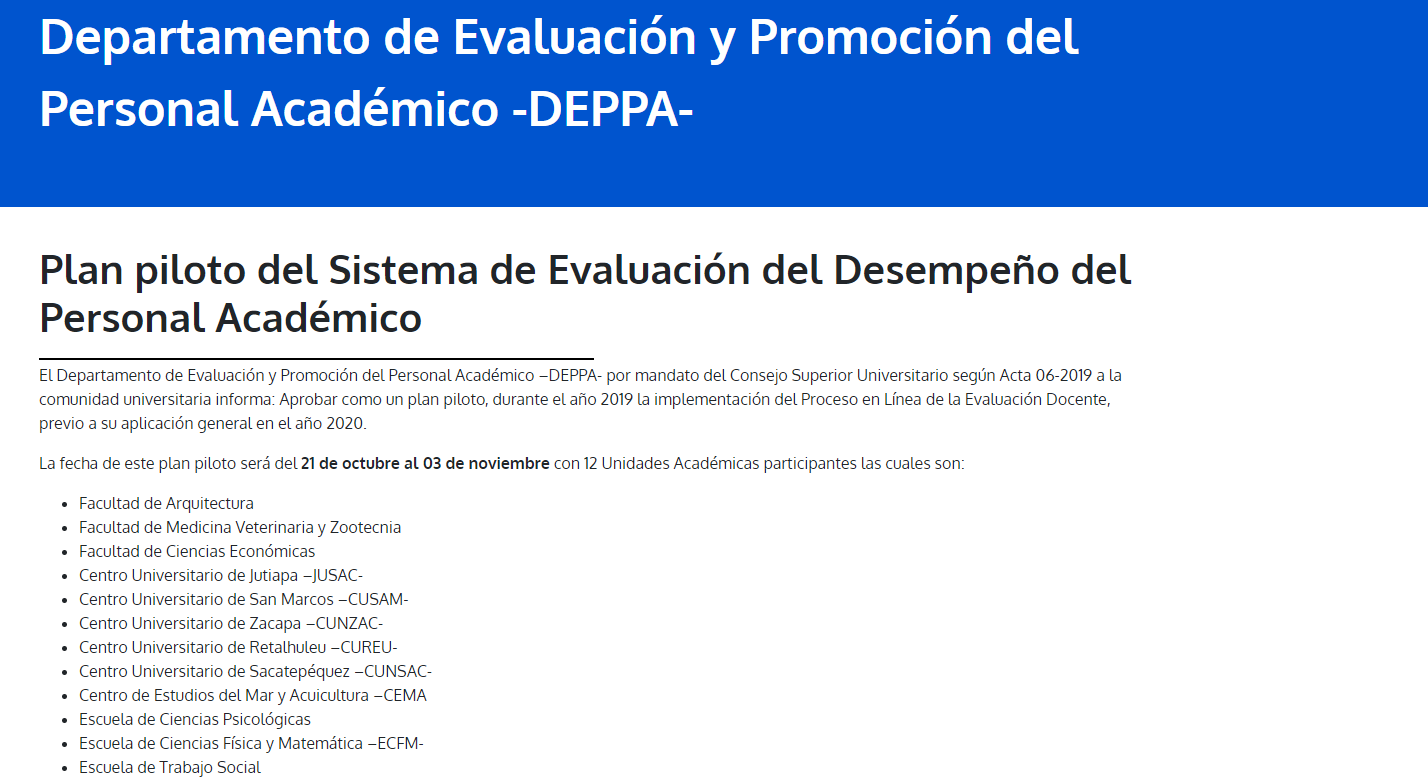 Departamento de Evaluación y Promoción del
Personal Académico -DEPPA-
Plan piloto del Sistema de Evaluación del Desempeño del
Personal Académico
El Departamento de Evaluación y Promoción del Personal Académico –DEPPA- por mandato del Consejo Superior Universitario según Acta 06-2019 a la
comunidad universitaria informa: Aprobar como un plan piloto, durante el año 2019 la implementación del Proceso en Línea de la Evaluación Docente,
previo a su aplicación general en el año 2020.
La fecha de este plan piloto será del 21 de octubre al 03 de noviembre con 12 Unidades Académicas participantes las cuales son:
• Facultad de Arquitectura
• Facultad de Medicina Veterinaria y Zootecnia
• Facultad de Ciencias Económicas
• Centro Universitario de Jutiapa –JUSAC-
• Centro Universitario de San Marcos –CUSAM-
• Centro Universitario de Zacapa –CUNZAC-
• Centro Universitario de Retalhuleu –CUREU-
• Centro Universitario de Sacatepéquez –CUNSAC-
• Centro de Estudios del Mar y Acuicultura –CEMA
• Escuela de Ciencias Psicológicas
• Escuela de Ciencias Física y Matemática –ECFM-
• Escuela de Trabajo Social